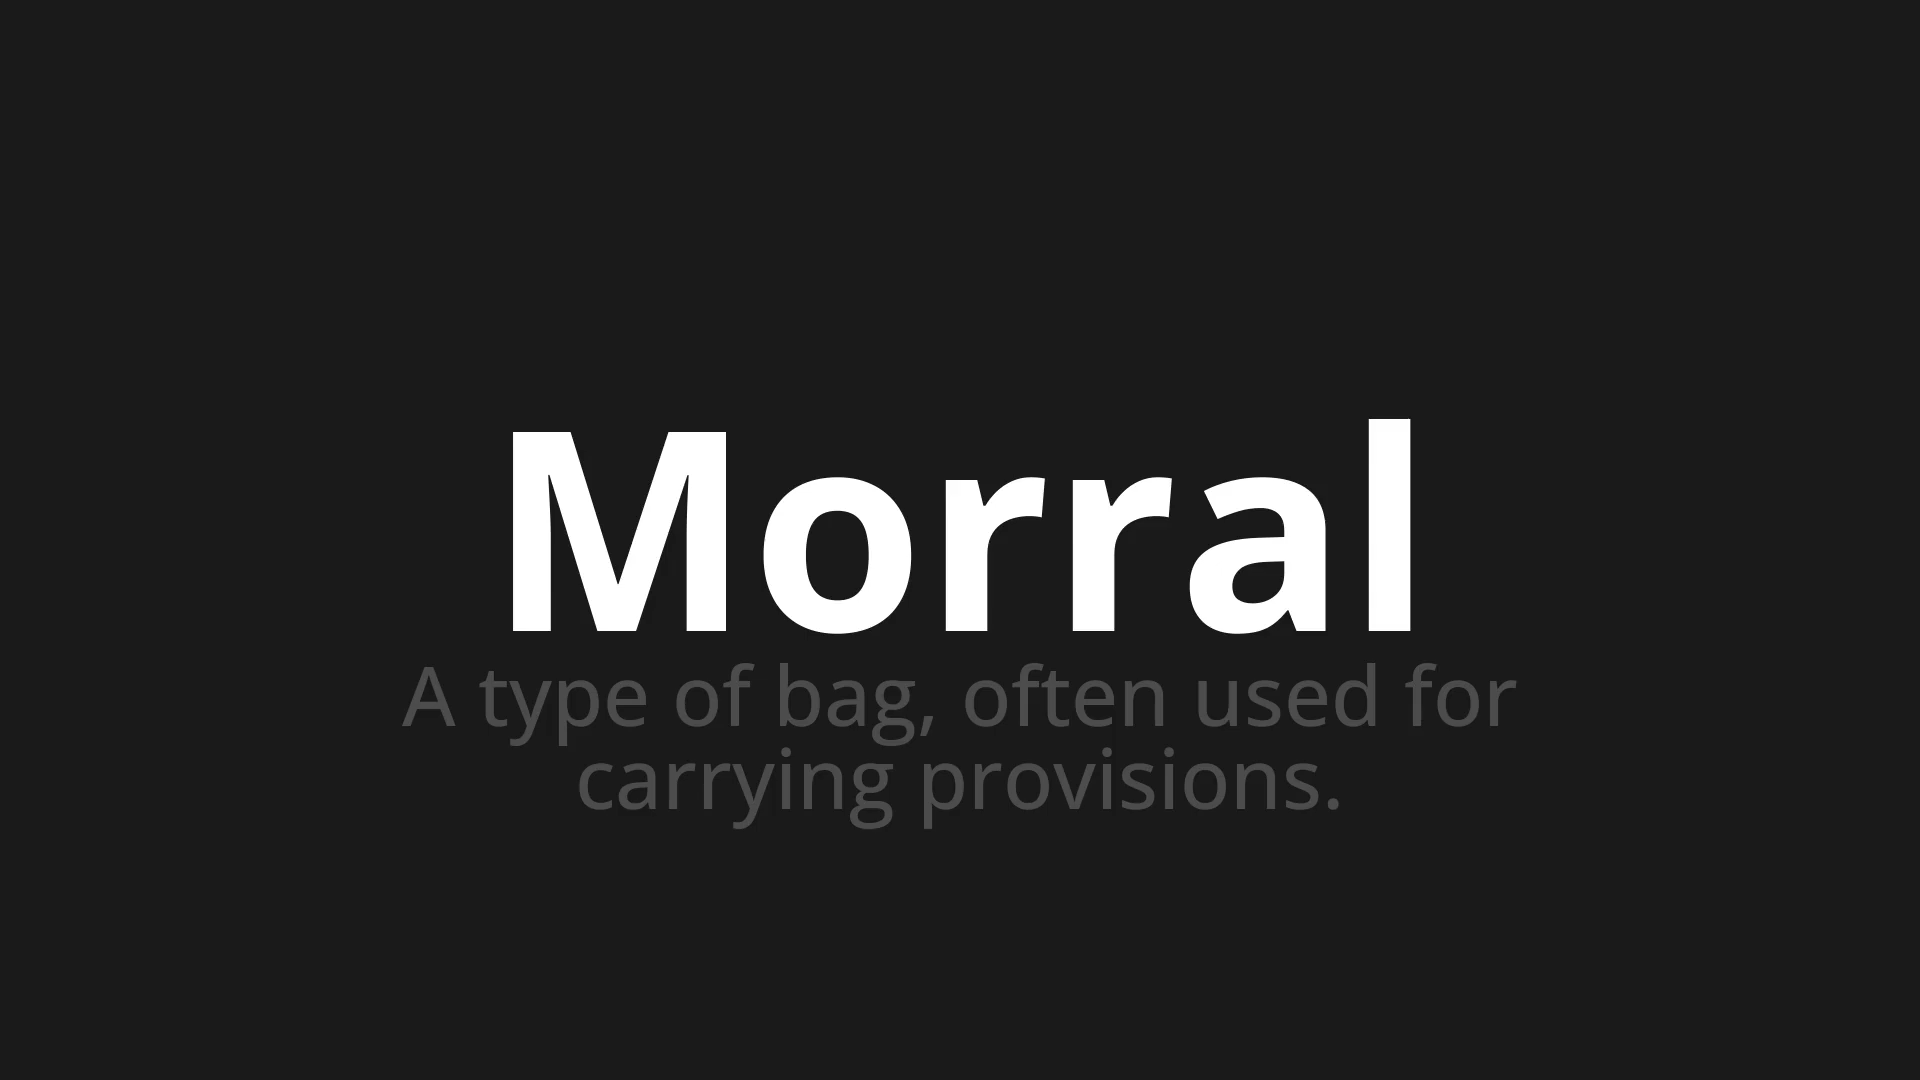 Morral
A type of bag, often used for
carrying provisions.